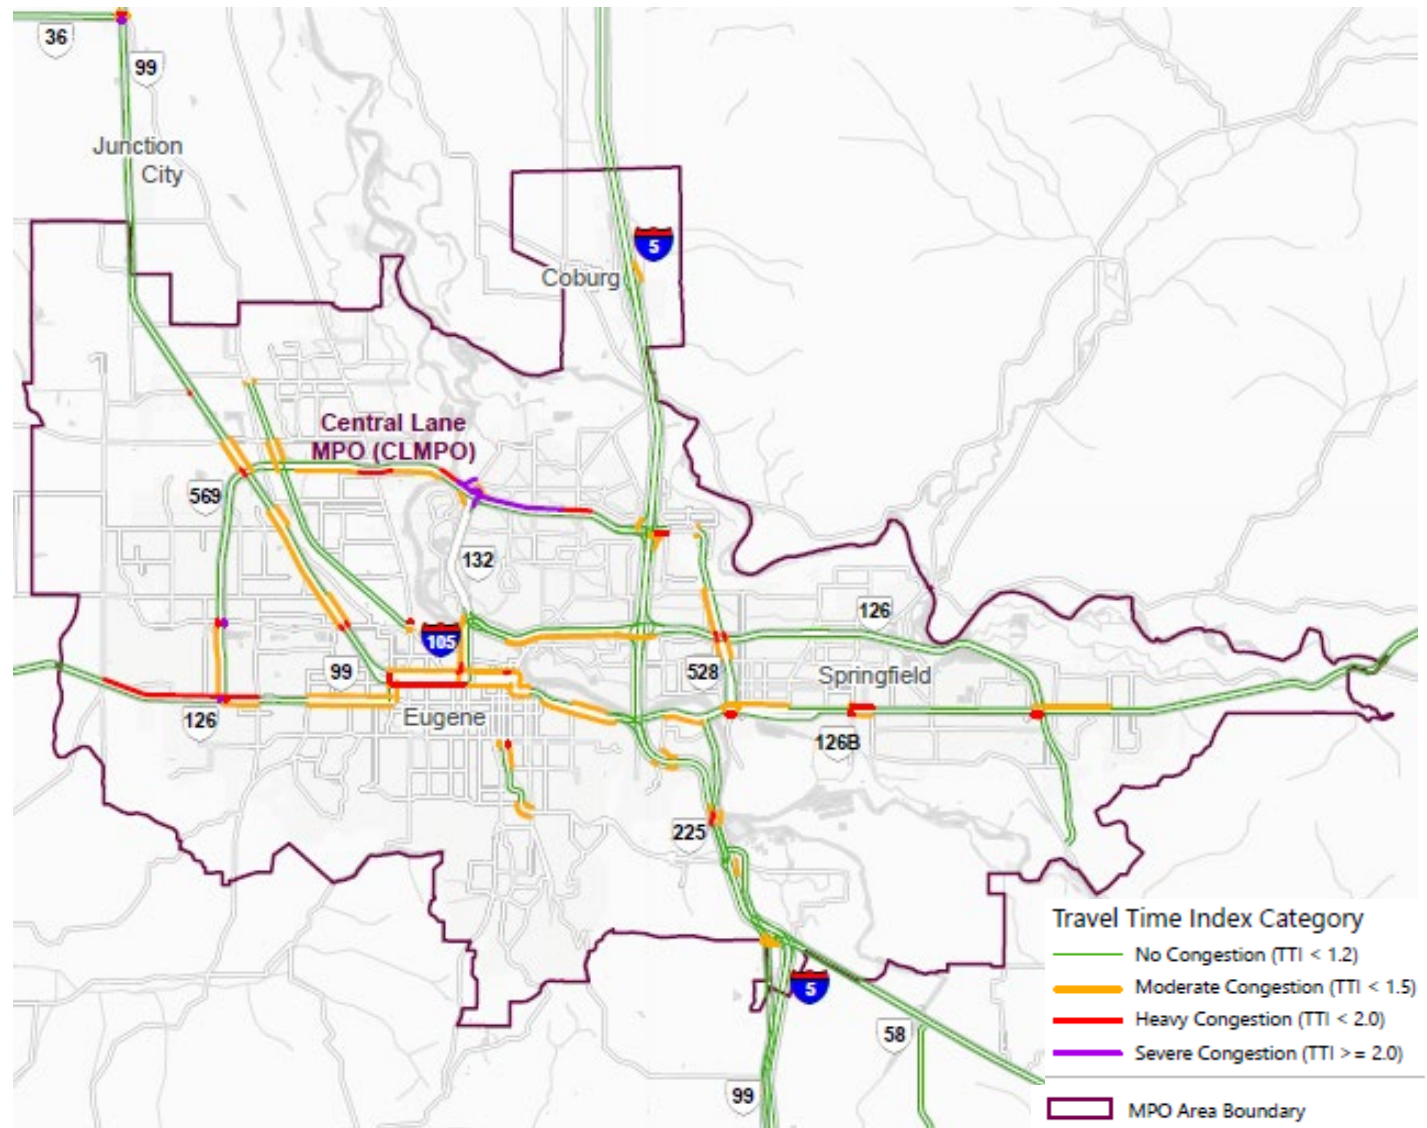 36
99
Junction
City
5
Coburg
Central Lane
MPO (CLMPO)
569
132
126
105
99
528
Springfield
126
Eugene
126B
225
5
58
99
Travel Time Index Category
No Congestion (TTI < 1.2)
Moderate Congestion (TTI < 1.5)
Heavy Congestion (TTI < 2.0)
Severe Congestion (TTI >= 2.0)
MPO Area Boundary